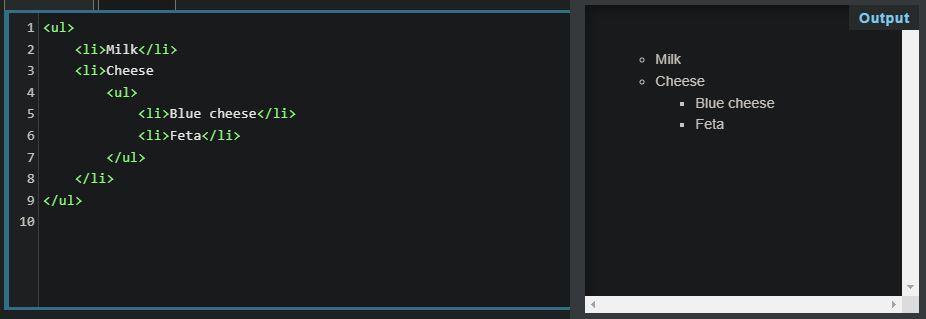 1 <ul>
2     <li>Milk</li>
3     <li>Cheese
4         <ul>
5             <li>Blue cheese</li>
6             <li>Feta</li>
7         </ul>
8     </li>
9 </ul>
10
Output
Milk
Cheese
Blue cheese
Feta